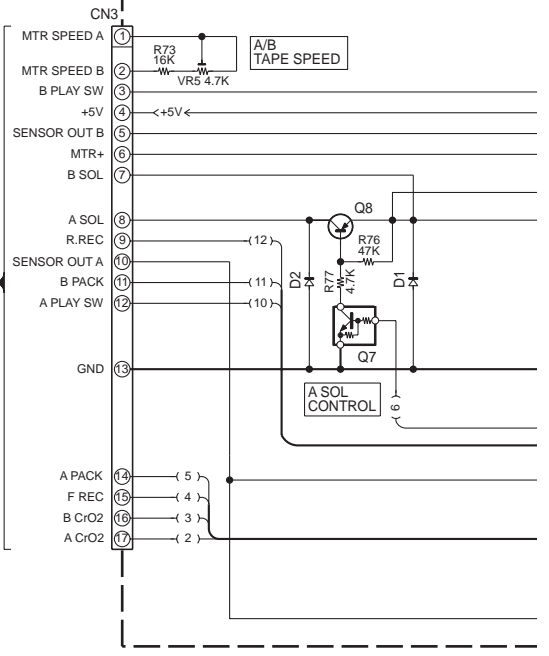 CN3
MTR SPEED A 1
R73
16K
A/B
TAPE SPEED
MTR SPEED B 2
VR5 4.7K
B PLAY SW 3
+5V 4 +5V
SENSOR OUT B 5
MTR+ 6
B SOL 7
Q8
A SOL 8
R.REC 9 (12)
R76
47K
SENSOR OUT A 10
B PACK 11 (11)
D2
R77
4.7K
D1
A PLAY SW 12 (10)
Q7
GND 13
A SOL
CONTROL
(6)
A PACK 14 (5)
F REC 15 (4)
B CrO2 16 (3)
A CrO2 17 (2)